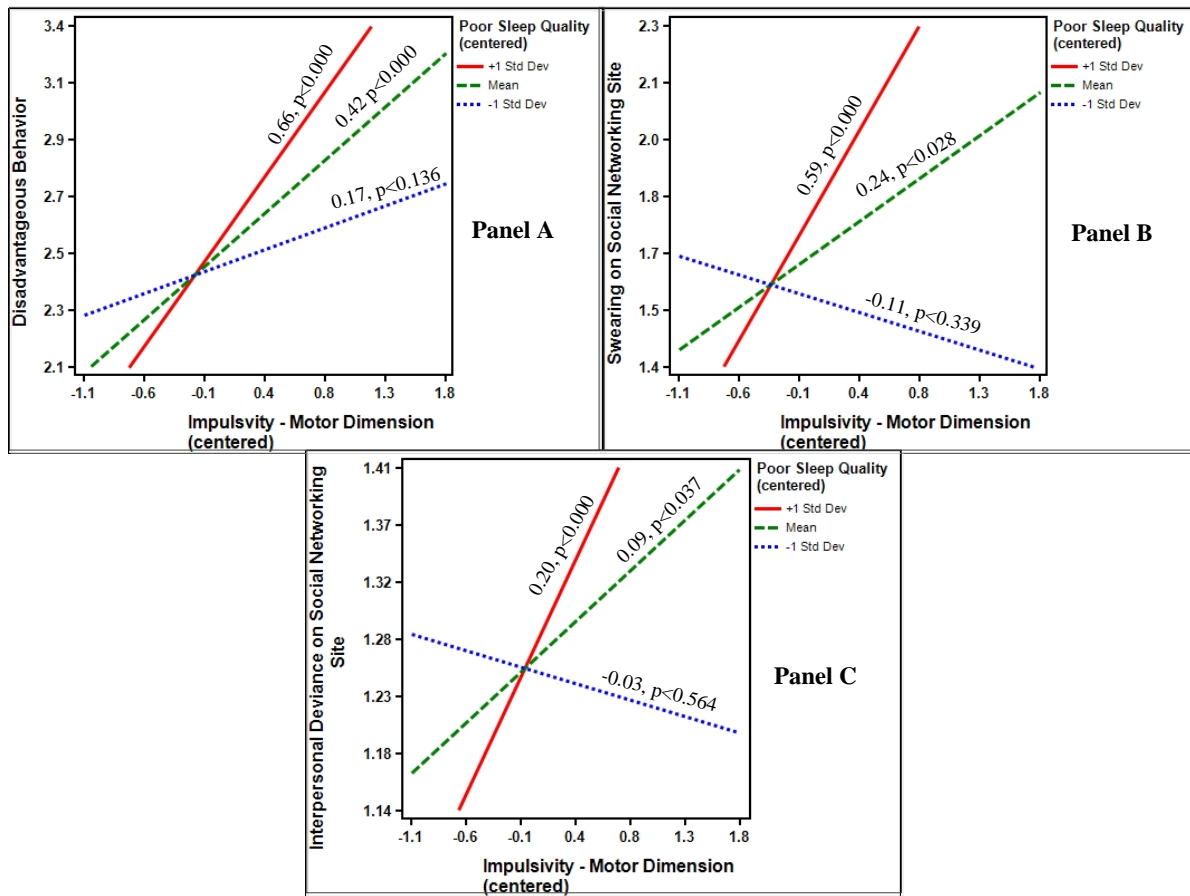 3.4
3.1
2.9
2.7
2.5
2.3
2.1
Disadvantageous Behavior
-1.1 -0.6 -0.1 0.4 0.8 1.3 1.8
Impulsvity - Motor Dimension
(centered)
0.66, p<0.000
0.42 p<0.000
0.17, p<0.136
Poor Sleep Quality
(centered)
+1 Std Dev
Mean
-1 Std Dev
Panel A
2.3
2.1
2.0
1.8
1.7
1.5
1.4
Swearing on Social Networking Site
-1.1 -0.6 -0.1 0.4 0.8 1.3 1.8
Impulsivity - Motor Dimension
(centered)
0.59, p<0.000
0.24, p<0.028
-0.11, p<0.339
Poor Sleep Quality
(centered)
+1 Std Dev
Mean
-1 Std Dev
Panel B
1.41
1.37
1.32
1.28
1.23
1.18
1.14
Interpersonal Deviance on Social Networking
Site
-1.1 -0.6 -0.1 0.4 0.8 1.3 1.8
Impulsivity - Motor Dimension
(centered)
0.20, p<0.000
0.09, p<0.037
-0.03, p<0.564
Poor Sleep Quality
(centered)
+1 Std Dev
Mean
-1 Std Dev
Panel C